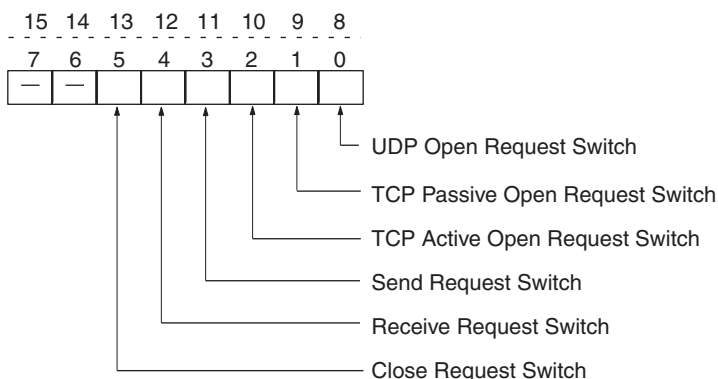 15 14 13 12 11 10 9 8
7 6 5 4 3 2 1 0
— —
UDP Open Request Switch
TCP Passive Open Request Switch
TCP Active Open Request Switch
Send Request Switch
Receive Request Switch
Close Request Switch